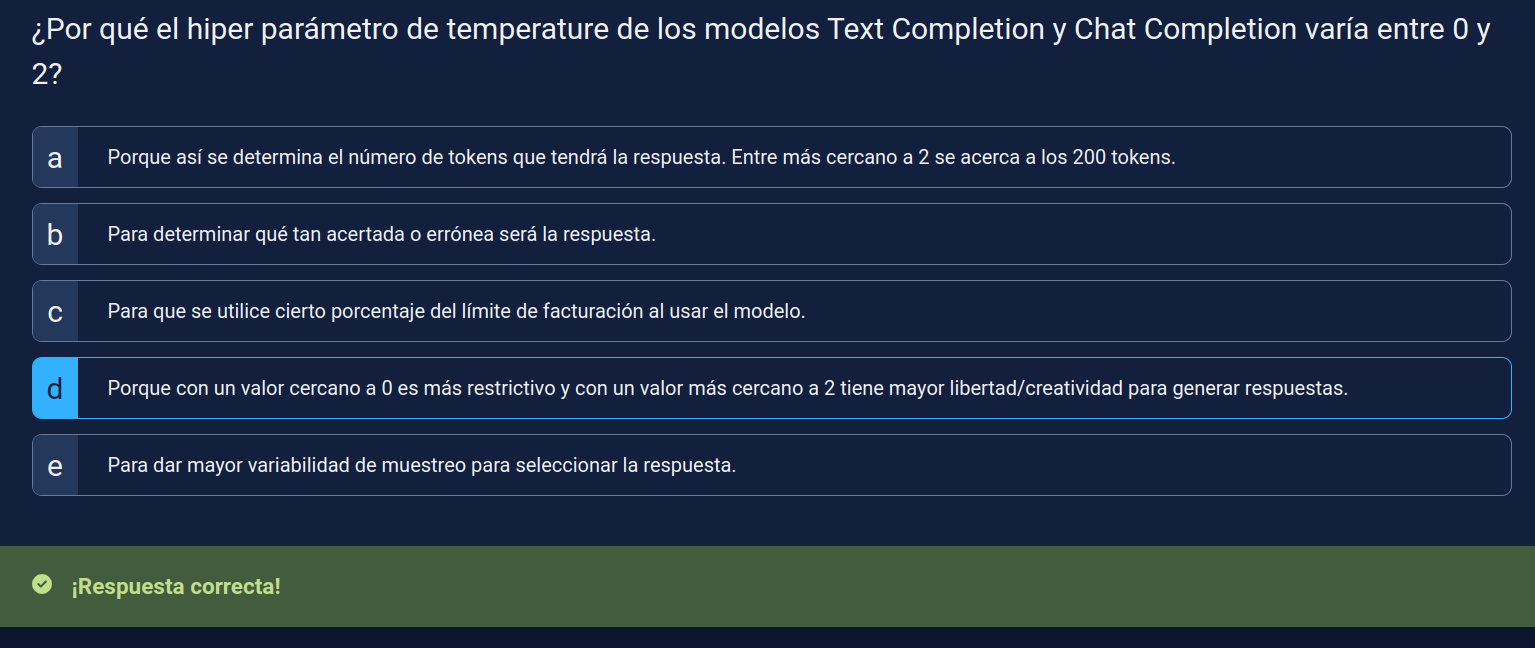 ¿Por qué el hiper parámetro de temperature de los modelos Text Completion y Chat Completion varía entre 0 y
2?
a Porque así se determina el número de tokens que tendrá la respuesta. Entre más cercano a 2 se acerca a los 200 tokens.
b Para determinar qué tan acertada o errónea será la respuesta.
c Para que se utilice cierto porcentaje del límite de facturación al usar el modelo.
d Porque con un valor cercano a 0 es más restrictivo y con un valor más cercano a 2 tiene mayor libertad/creatividad para generar respuestas.
e Para dar mayor variabilidad de muestreo para seleccionar la respuesta.
¡Respuesta correcta!